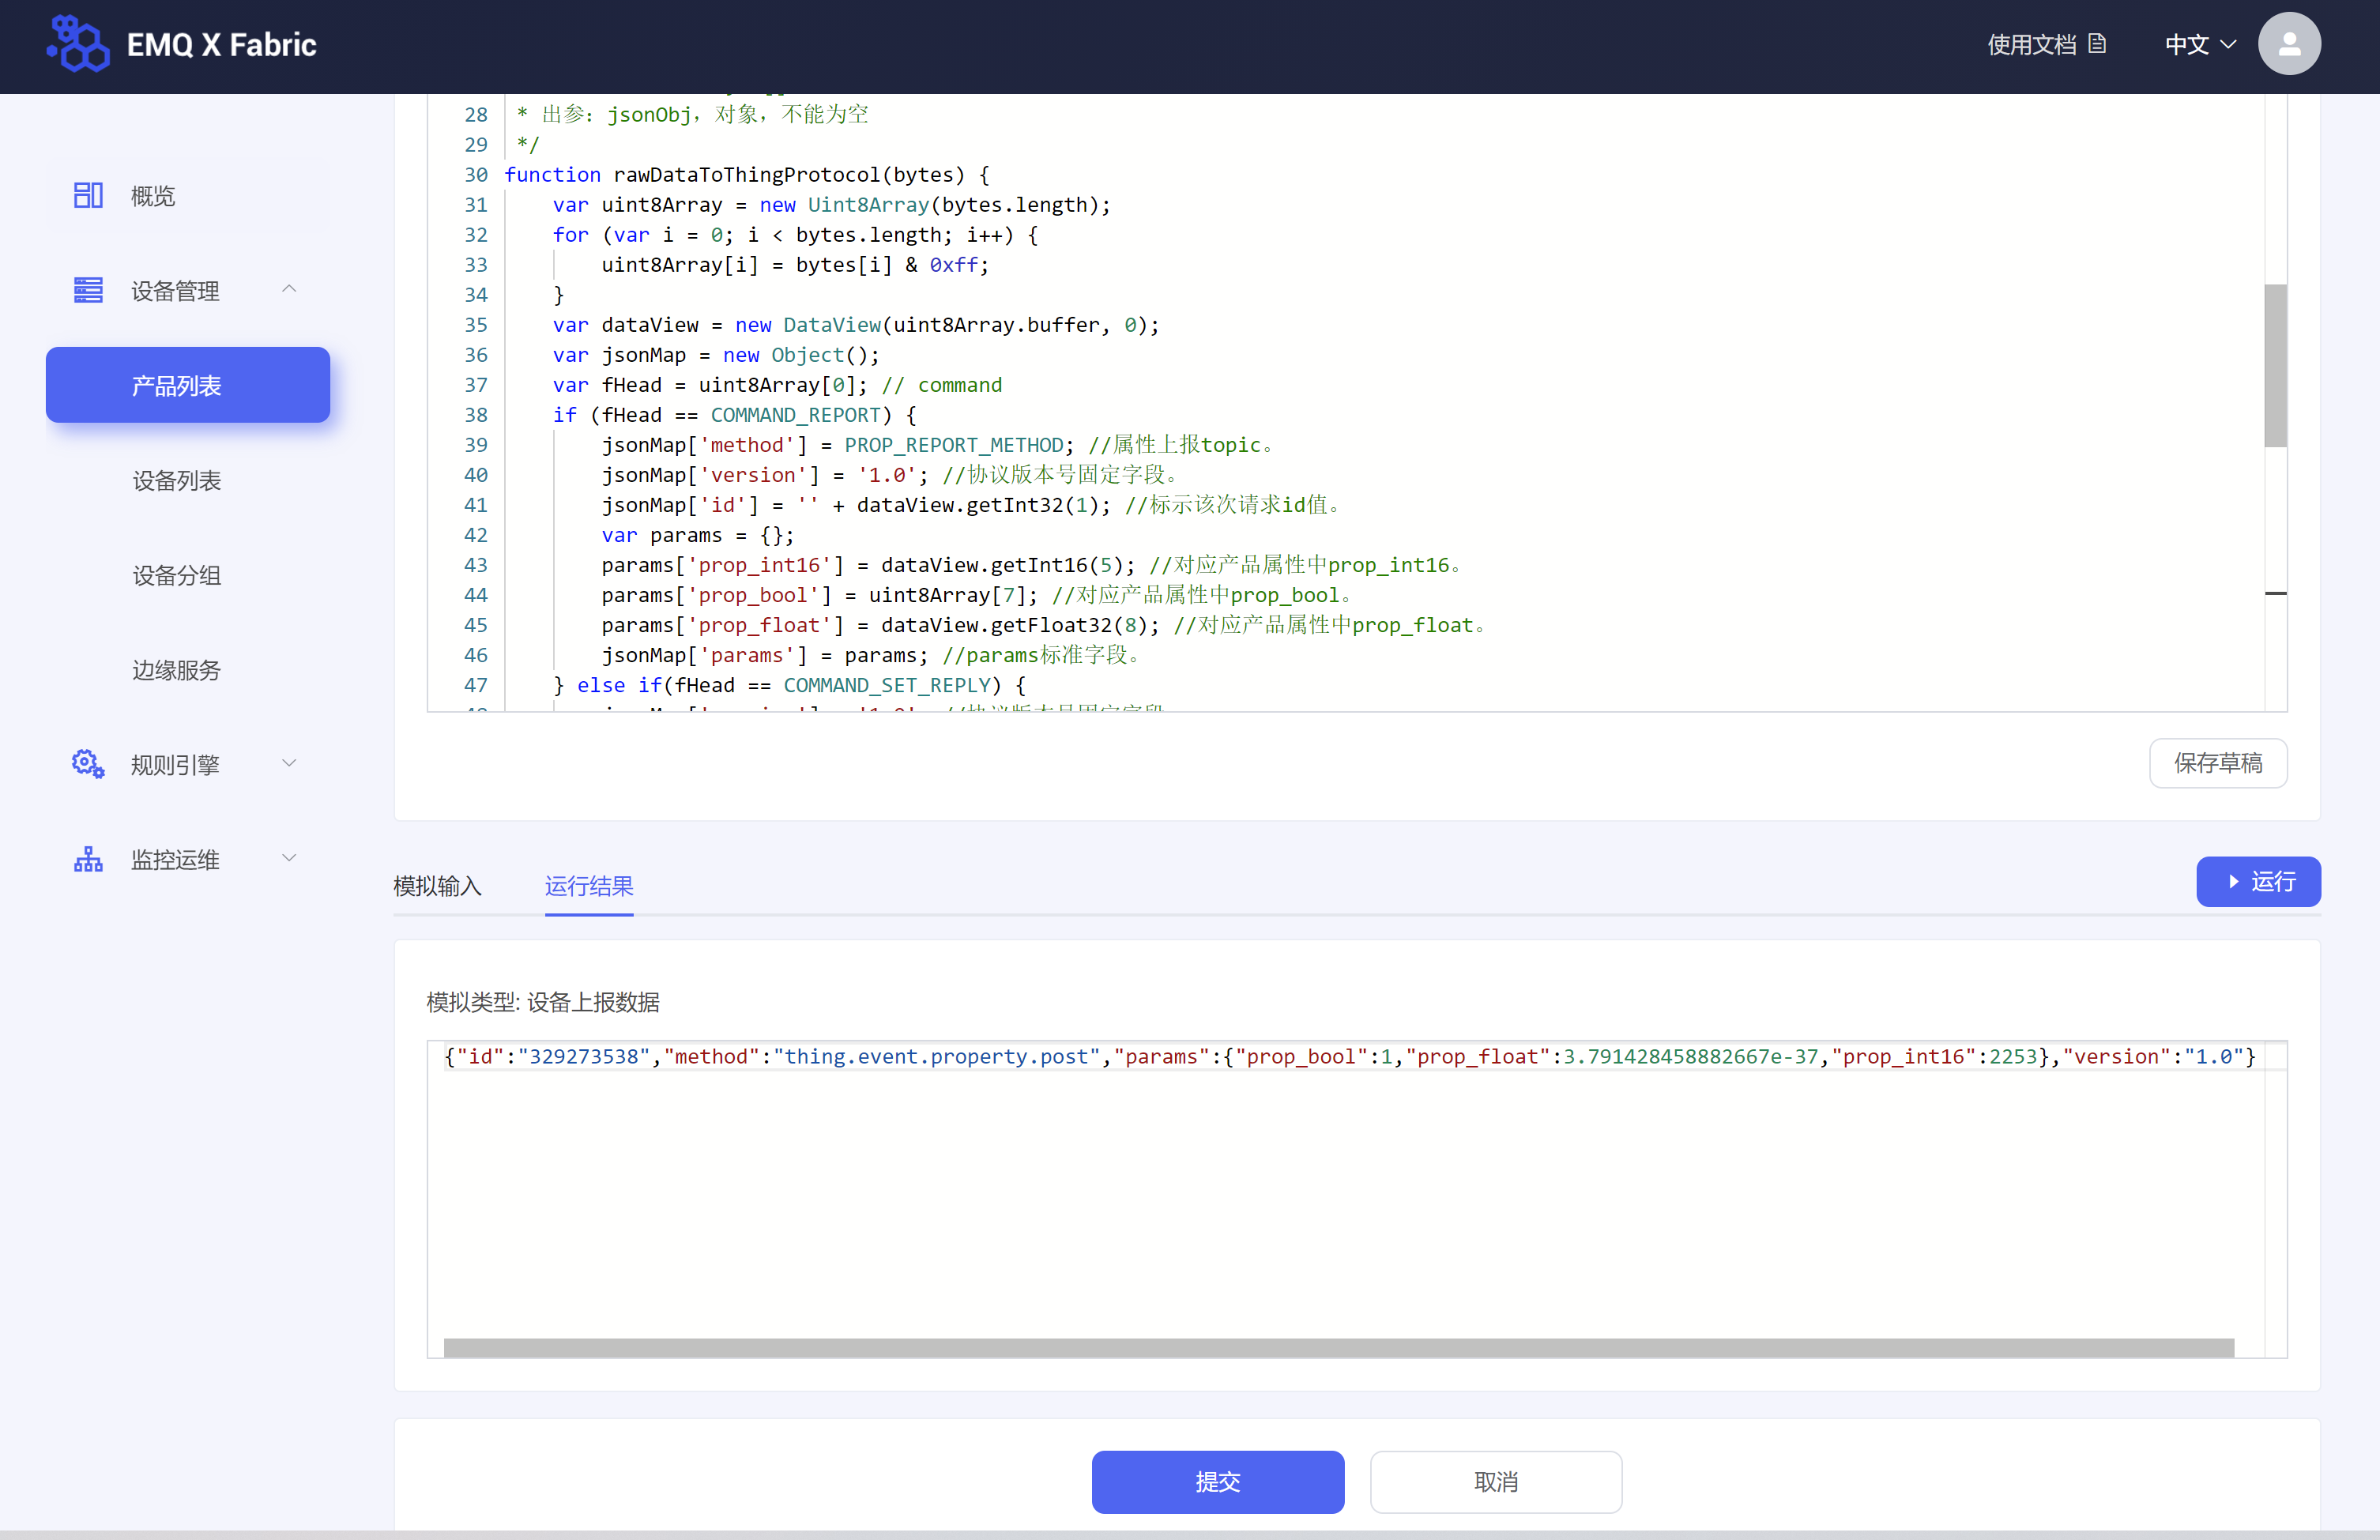 EMQ X Fabric
使用文档
中文
概览
设备管理
产品列表
设备列表
设备分组
边缘服务
规则引擎
监控运维
28 * 出参：jsonObj，对象，不能为空
29 */
30 function rawDataToThingProtocol(bytes) {
31 var uint8Array = new Uint8Array(bytes.length);
32 for (var i = 0; i < bytes.length; i++) {
33 uint8Array[i] = bytes[i] & 0xff;
34 }
35 var dataView = new DataView(uint8Array.buffer, 0);
36 var jsonMap = new Object();
37 var fHead = uint8Array[0]; // command
38 if (fHead == COMMAND_REPORT) {
39 jsonMap['method'] = PROP_REPORT_METHOD; //属性上报topic。
40 jsonMap['version'] = '1.0'; //协议版本号固定字段。
41 jsonMap['id'] = '' + dataView.getInt32(1); //标示该次请求id值。
42 var params = {};
43 params['prop_int16'] = dataView.getInt16(5); //对应产品属性中prop_int16。
44 params['prop_bool'] = uint8Array[7]; //对应产品属性中prop_bool。
45 params['prop_float'] = dataView.getFloat32(8); //对应产品属性中prop_float。
46 jsonMap['params'] = params; //params标准字段。
47 } else if(fHead == COMMAND_SET_REPLY) {
保存草稿
模拟输入
运行结果
运行
模拟类型: 设备上报数据
{"id":"329273538","method":"thing.event.property.post","params":{"prop_bool":1,"prop_float":3.791428458882667e-37,"prop_int16":2253},"version":"1.0"}
提交
取消